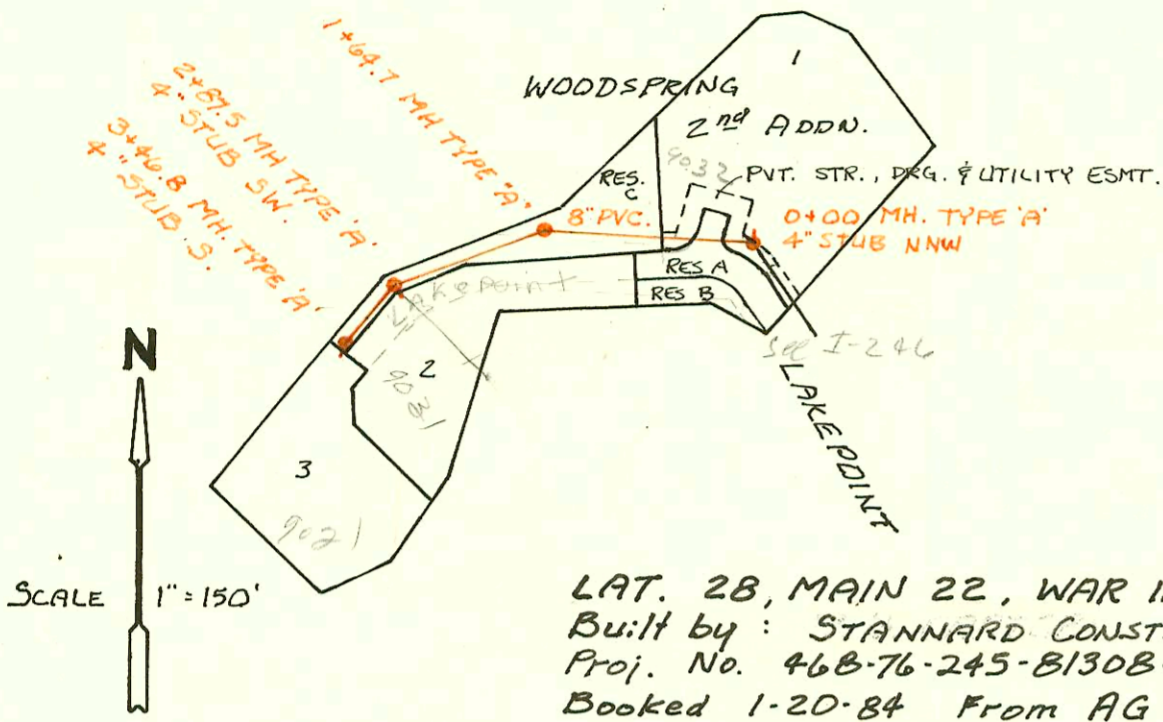 1+64.7 MH TYPE 'A'
2+87.5 MH TYPE 'A'
4" STUB SW.
3+46.8 MH. TYPE 'A'
4" STUB S.
WOODSPRING
2nd ADDN.
1
9032
PVT. STR., DRG. & UTILITY ESMT.
RES.
C
8" PVC.
0+00 MH. TYPE 'A'
4" STUB NNW
RES A
RES B
Lakepoint
See I-246
LAKEPOINT
2
9031
3
9021
N
SCALE 1"=150'
LAT. 28, MAIN 22, WAR
Built by : STANNARD CONST
Proj. No. 468-76-245-81308
Booked 1-20-84 From AG